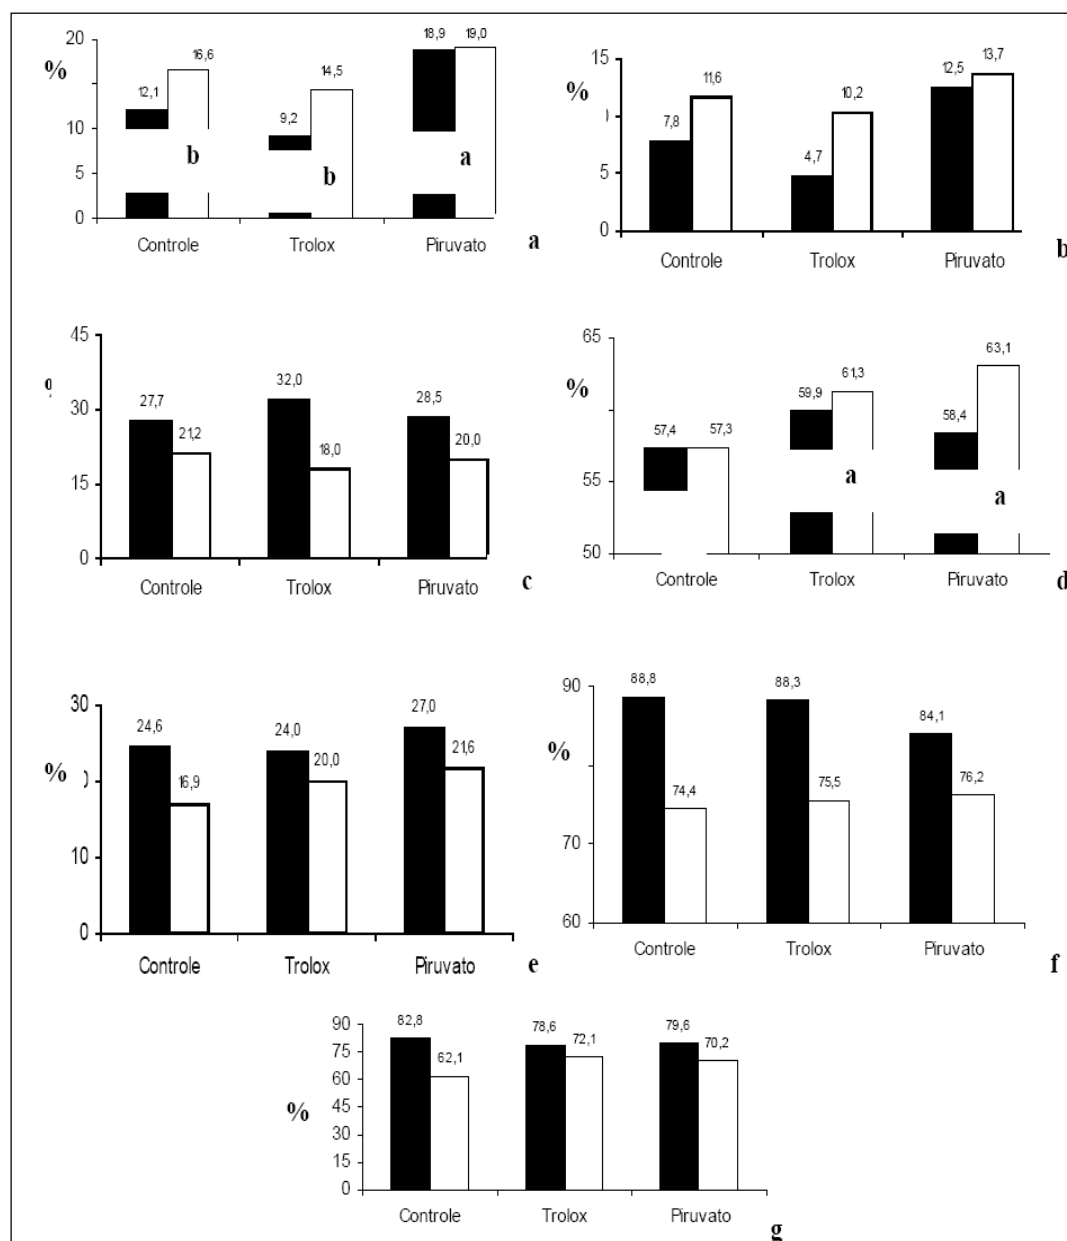 20
18,9
19,0
16,6
%
14,5
12,1
10
9,2
b
b
a
5
0
Controle
Trolox
Piruvato
a
15
13,7
%
12,5
11,6
10,2
7,8
4,7
5
0
Controle
Trolox
Piruvato
b
45
32,0
30
27,7
28,5
21,2
18,0
20,0
15
0
Controle
Trolox
Piruvato
c
65
63,1
%
61,3
59,9
58,4
57,4
57,3
55
a
a
50
Controle
Trolox
Piruvato
d
30
27,0
24,6
24,0
21,6
20,0
%
16,9
10
0
Controle
Trolox
Piruvato
e
90
88,8
88,3
84,1
%
74,4
75,5
76,2
70
60
Controle
Trolox
Piruvato
f
90
82,8
78,6
79,6
75
72,1
70,2
62,1
60
45
%
30
15
0
Controle
Trolox
Piruvato
g